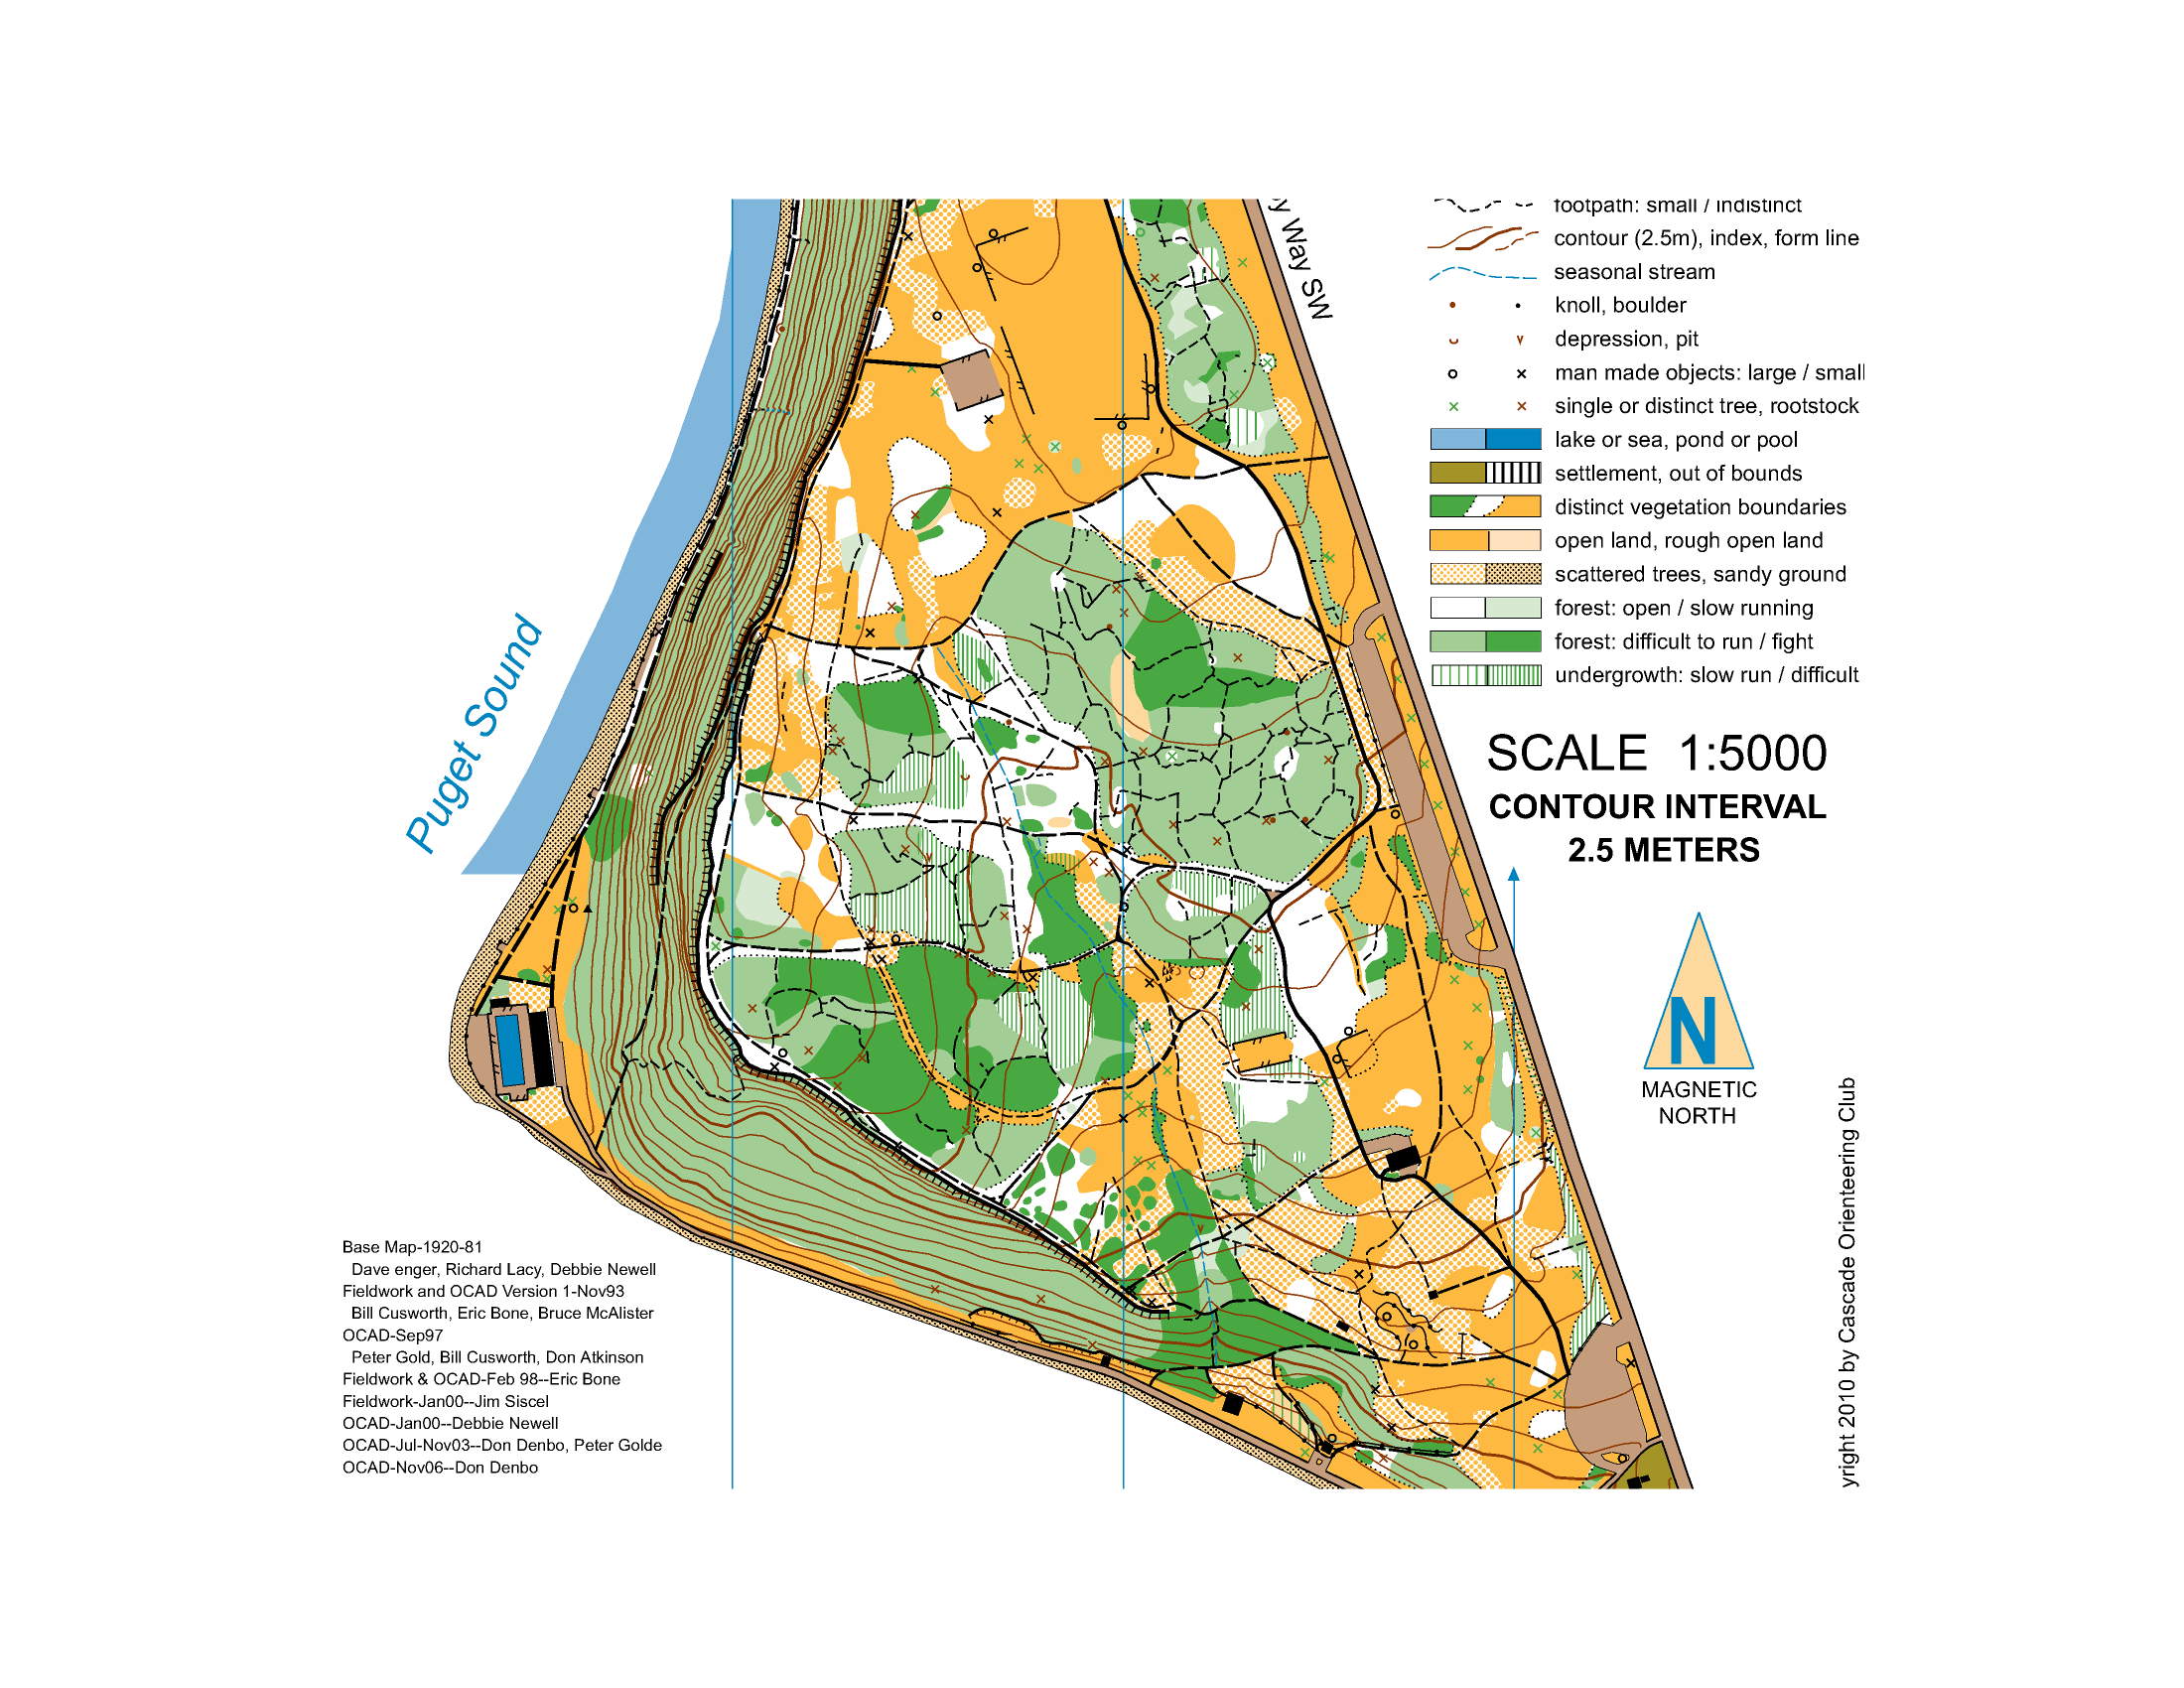 y Way SW
footpath: small / indistinct
contour (2.5m), index, form line
seasonal stream
knoll, boulder
depression, pit
man made objects: large / small
single or distinct tree, rootstock
lake or sea, pond or pool
settlement, out of bounds
distinct vegetation boundaries
open land, rough open land
scattered trees, sandy ground
forest: open / slow running
forest: difficult to run / fight
undergrowth: slow run / difficult
Puget Sound
SCALE 1:5000
CONTOUR INTERVAL
2.5 METERS
N
MAGNETIC
NORTH
yright 2010 by Cascade Orienteering Club
Base Map-1920-81
Dave enger, Richard Lacy, Debbie Newell
Fieldwork and OCAD Version 1-Nov93
Bill Cusworth, Eric Bone, Bruce McAlister
OCAD-Sep97
Peter Gold, Bill Cusworth, Don Atkinson
Fieldwork & OCAD-Feb 98--Eric Bone
Fieldwork-Jan00--Jim Siscel
OCAD-Jan00--Debbie Newell
OCAD-Jul-Nov03--Don Denbo, Peter Golde
OCAD-Nov06--Don Denbo